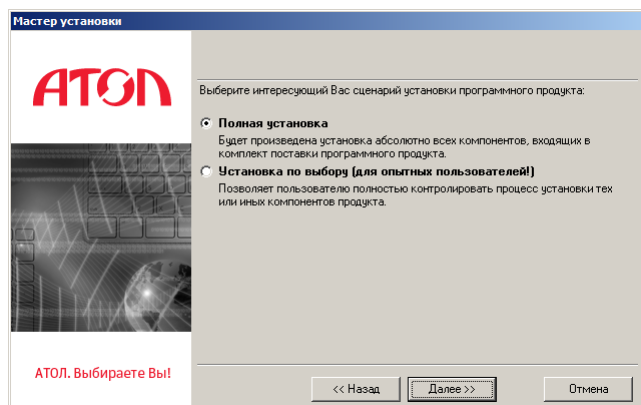 Мастер установки
АТОЛ
Выберите интересующий Вас сценарий установки программного продукта:
Полная установка
Будет произведена установка абсолютно всех компонентов, входящих в
комплект поставки программного продукта.
Установка по выбору (для опытных пользователей!)
Позволяет пользователю полностью контролировать процесс установки тех
или иных компонентов продукта.
АТОЛ. Выбираете Вы!
<< Назад
Далее >>
Отмена